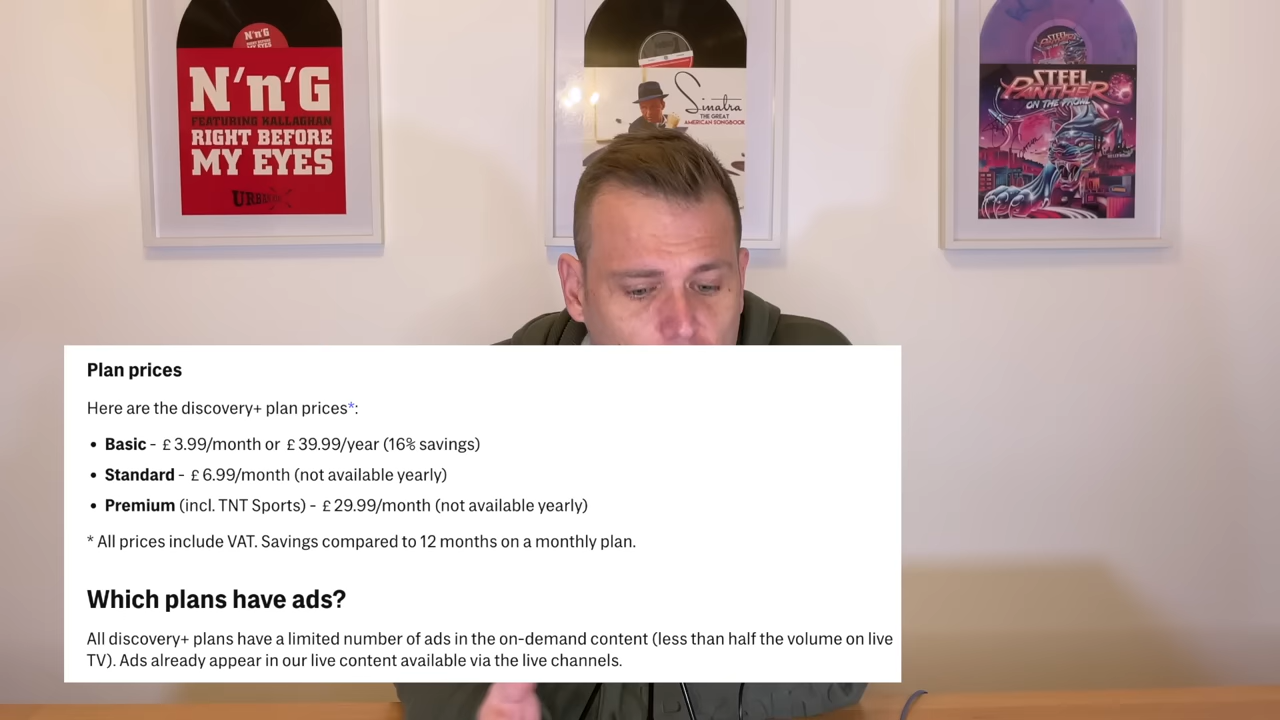 N'n'G
MY EYES
N'n'G
FEATURING KALLAGHAN
RIGHT BEFORE
MY EYES
Sinatra
THE GREAT
AMERICAN SONGBOOK
STEEL
PANTHER
ON THE PROWL
Plan prices
Here are the discovery+ plan prices*:
• Basic - £3.99/month or £39.99/year (16% savings)
• Standard - £6.99/month (not available yearly)
• Premium (incl. TNT Sports) - £29.99/month (not available yearly)
* All prices include VAT. Savings compared to 12 months on a monthly plan.
Which plans have ads?
All discovery+ plans have a limited number of ads in the on-demand content (less than half the volume on live
TV). Ads already appear in our live content available via the live channels.